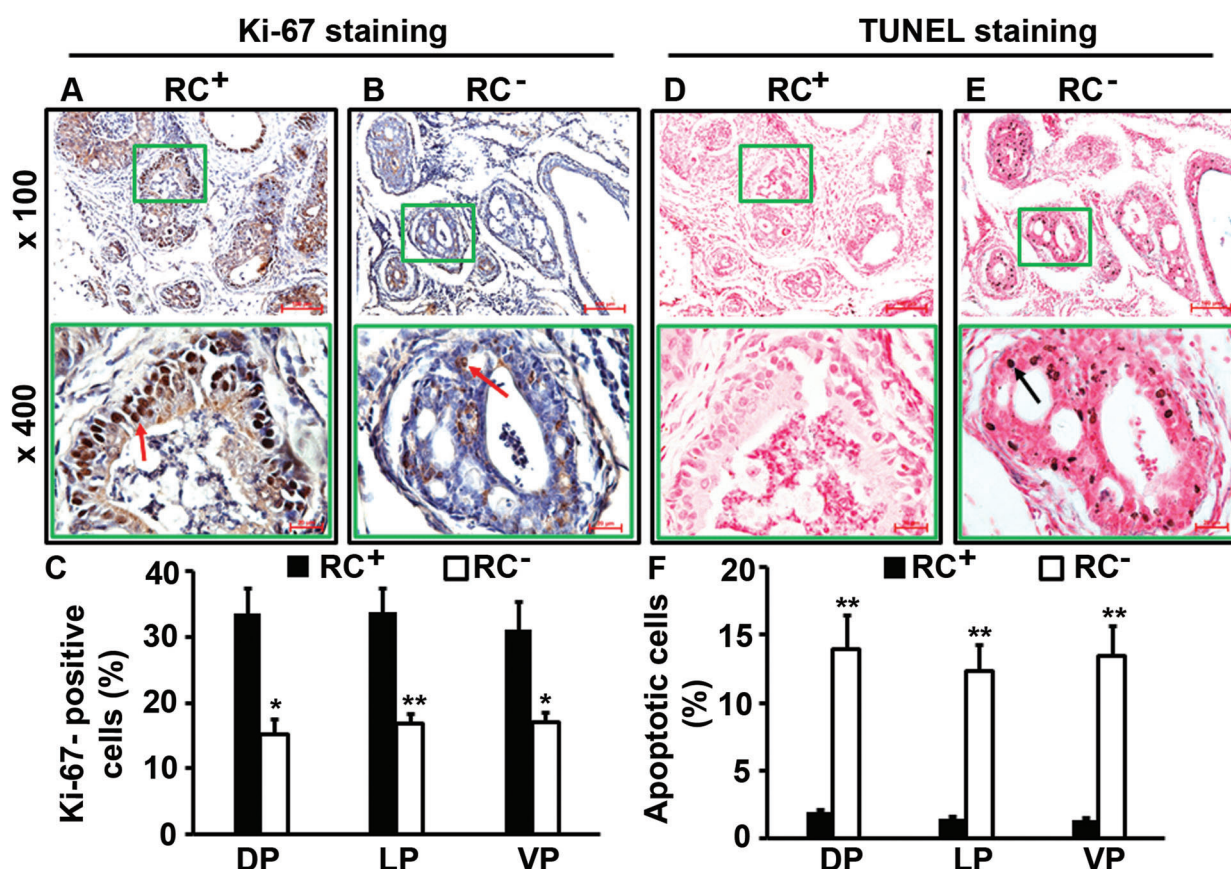 Ki-67 staining
TUNEL staining
A RC+
B RC-
D RC+
E RC-
x 100
x 400
C
RC+ RC-
Ki-67- positive cells (%)
40
30
20
10
0
* ** *
DP LP VP
F
RC+ RC-
Apoptotic cells (%)
20
15
10
5
0
** ** **
DP LP VP